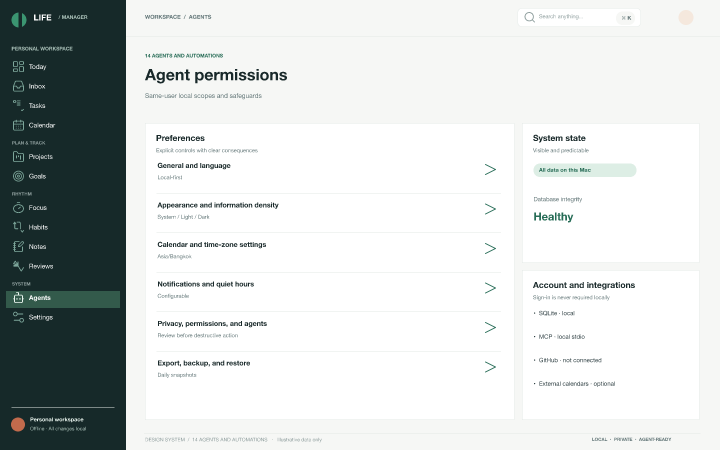 LIFE / MANAGER
PERSONAL WORKSPACE
Today
Inbox
Tasks
Calendar
PLAN & TRACK
Projects
Goals
RHYTHM
Focus
Habits
Notes
Reviews
SYSTEM
Agents
Settings
Personal workspace
Offline · All changes local
WORKSPACE / AGENTS
Search anything...
⌘ K
14 AGENTS AND AUTOMATIONS
Agent permissions
Same-user local scopes and safeguards
Preferences
Explicit controls with clear consequences
General and language
Local-first
Appearance and information density
System / Light / Dark
Calendar and time-zone settings
Asia/Bangkok
Notifications and quiet hours
Configurable
Privacy, permissions, and agents
Review before destructive action
Export, backup, and restore
Daily snapshots
System state
Visible and predictable
All data on this Mac
Database integrity
Healthy
Account and integrations
Sign-in is never required locally
• SQLite · local
• MCP · local stdio
• GitHub · not connected
• External calendars · optional
DESIGN SYSTEM / 14 AGENTS AND AUTOMATIONS · Illustrative data only
LOCAL · PRIVATE · AGENT-READY